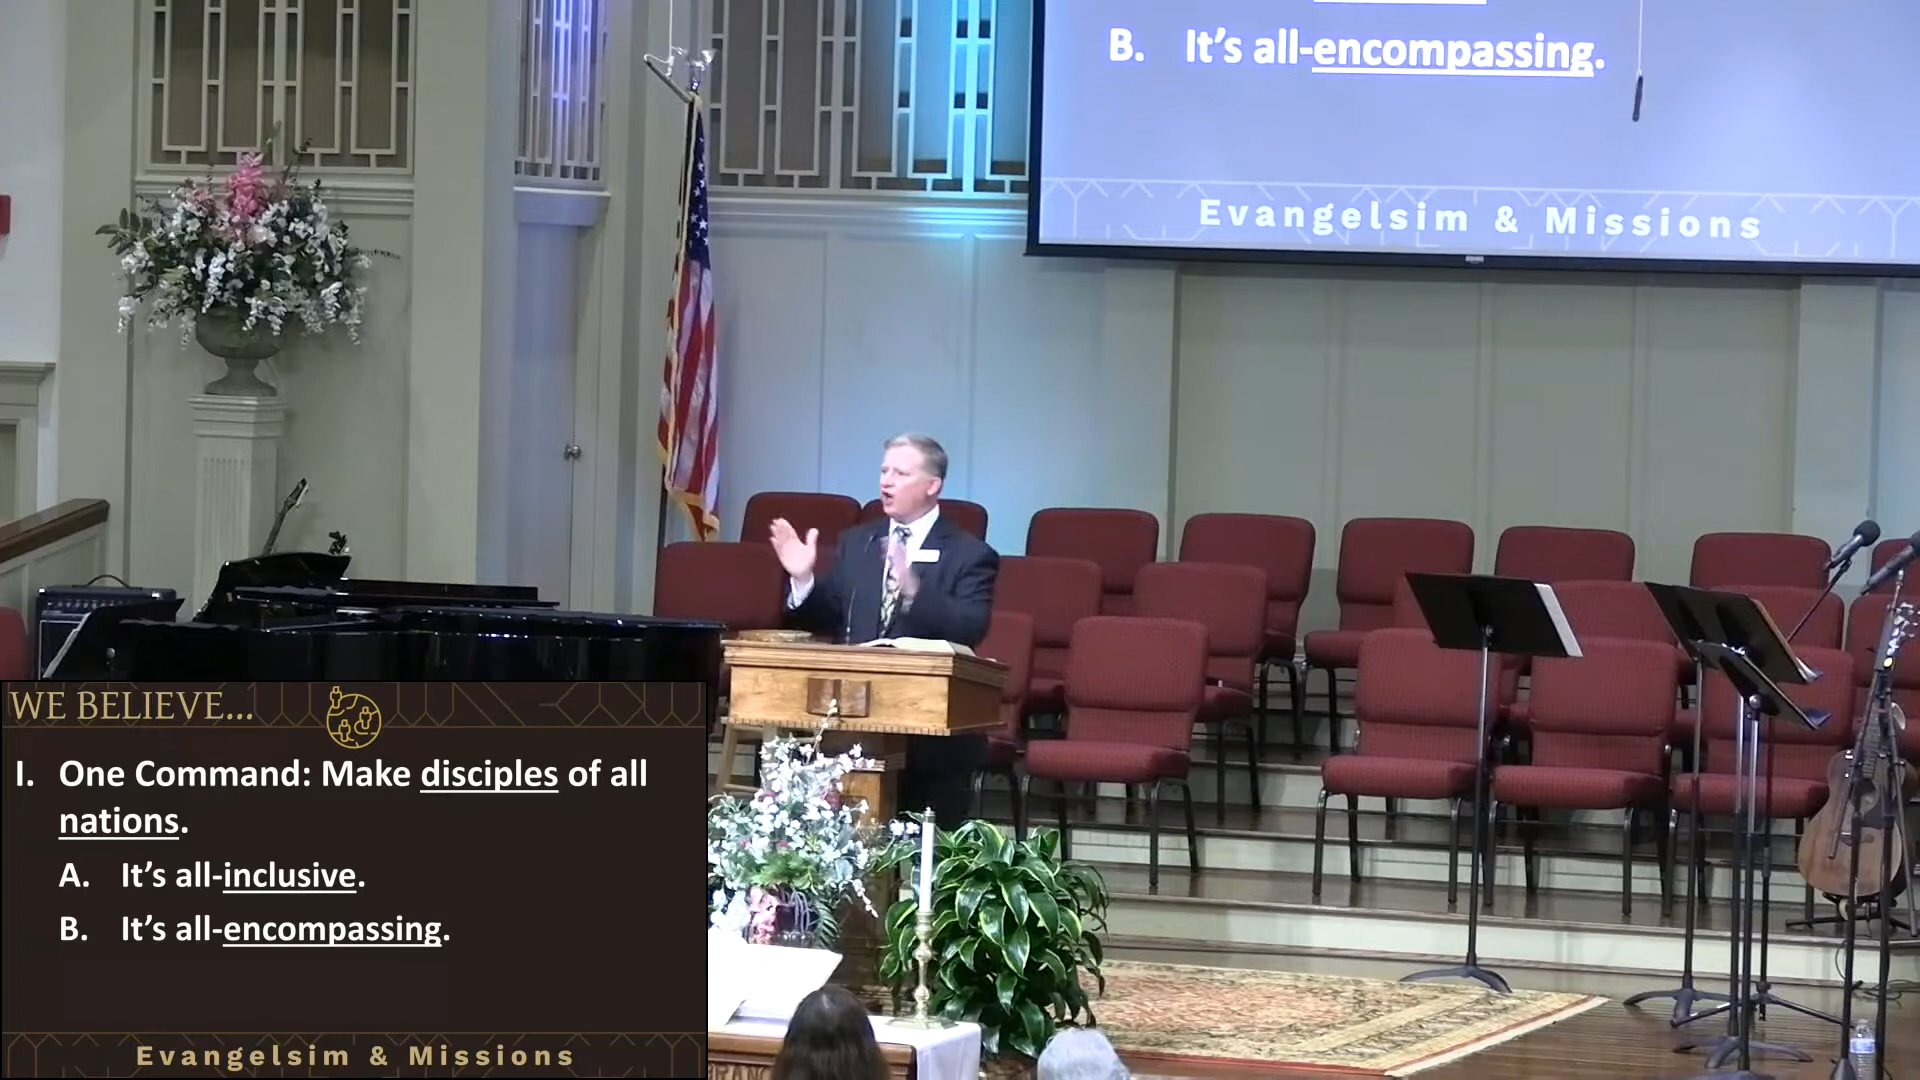 B. It’s all-encompassing.
Evangelsim & Missions
WE BELIEVE...
I. One Command: Make disciples of all
nations.
A. It’s all-inclusive.
B. It’s all-encompassing.
Evangelsim & Missions